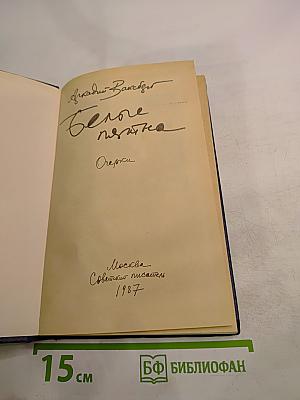 Аркадий Ваксберг
Белые
пятна
Очерки
Москва
Советский писатель
1987
15 см
БФ БИБЛИОФАН